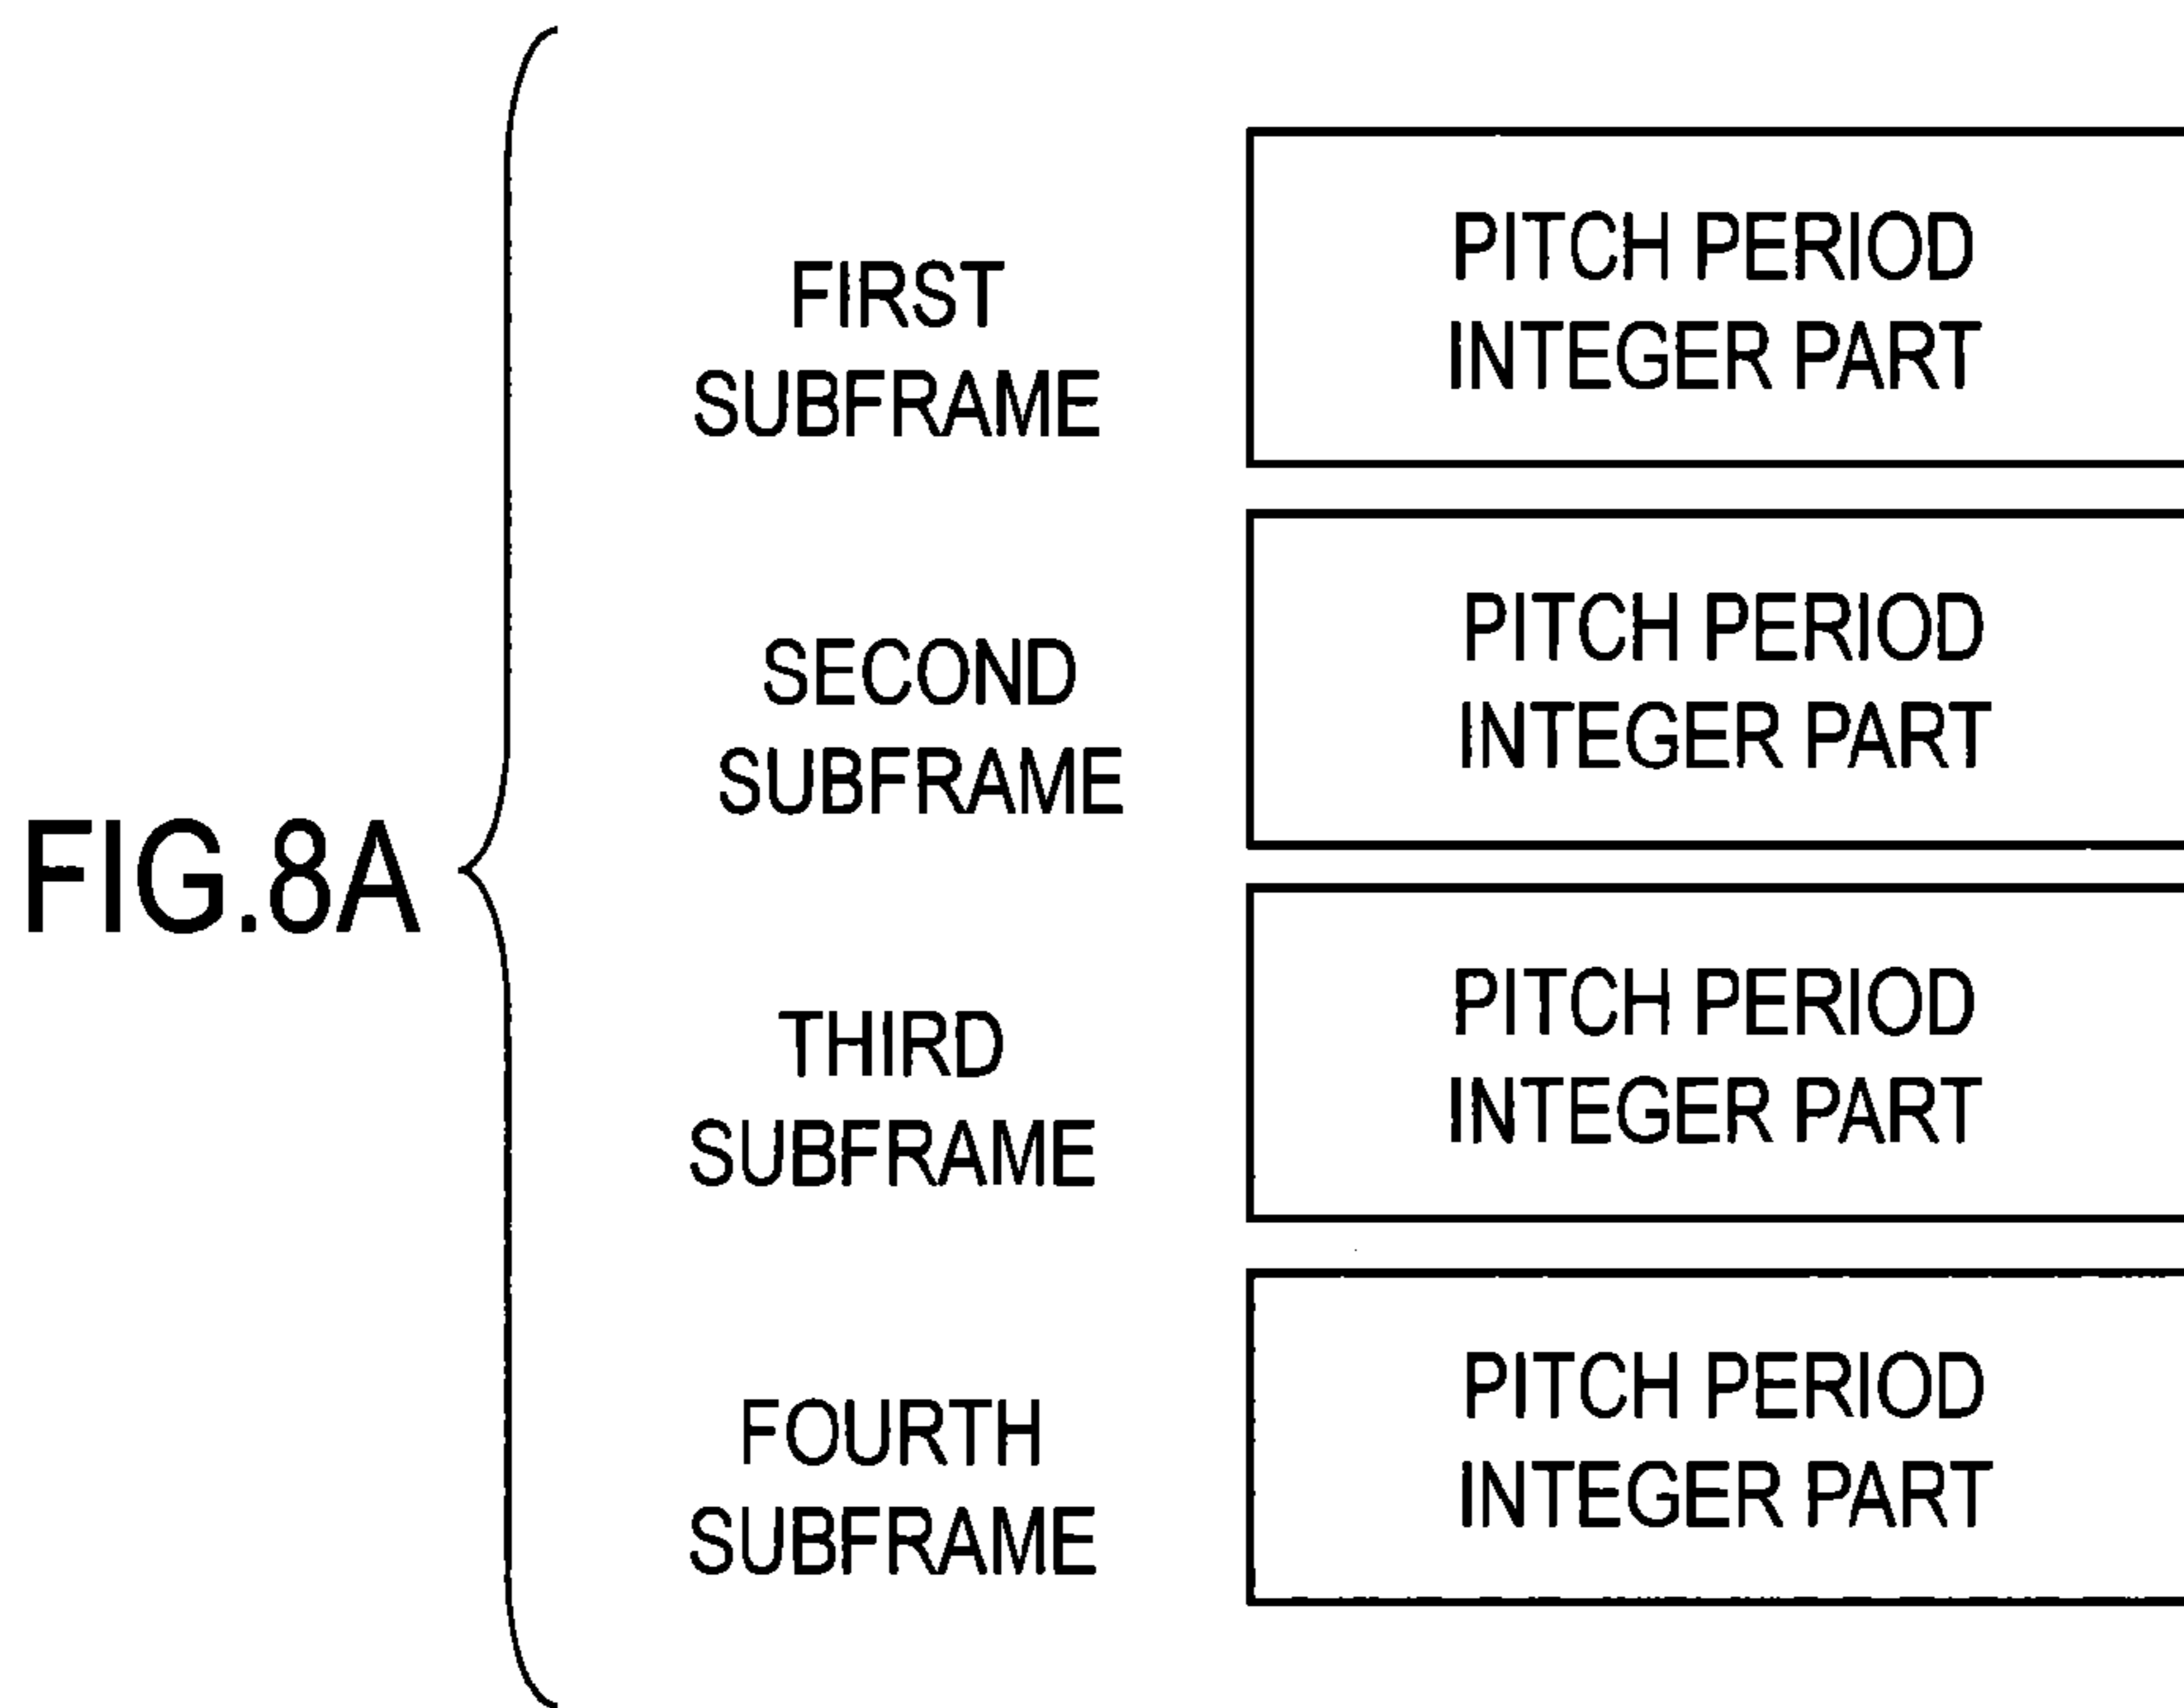 FIG.8A
FIRST
SUBFRAME
PITCH PERIOD
INTEGER PART
SECOND
SUBFRAME
PITCH PERIOD
INTEGER PART
THIRD
SUBFRAME
PITCH PERIOD
INTEGER PART
FOURTH
SUBFRAME
PITCH PERIOD
INTEGER PART